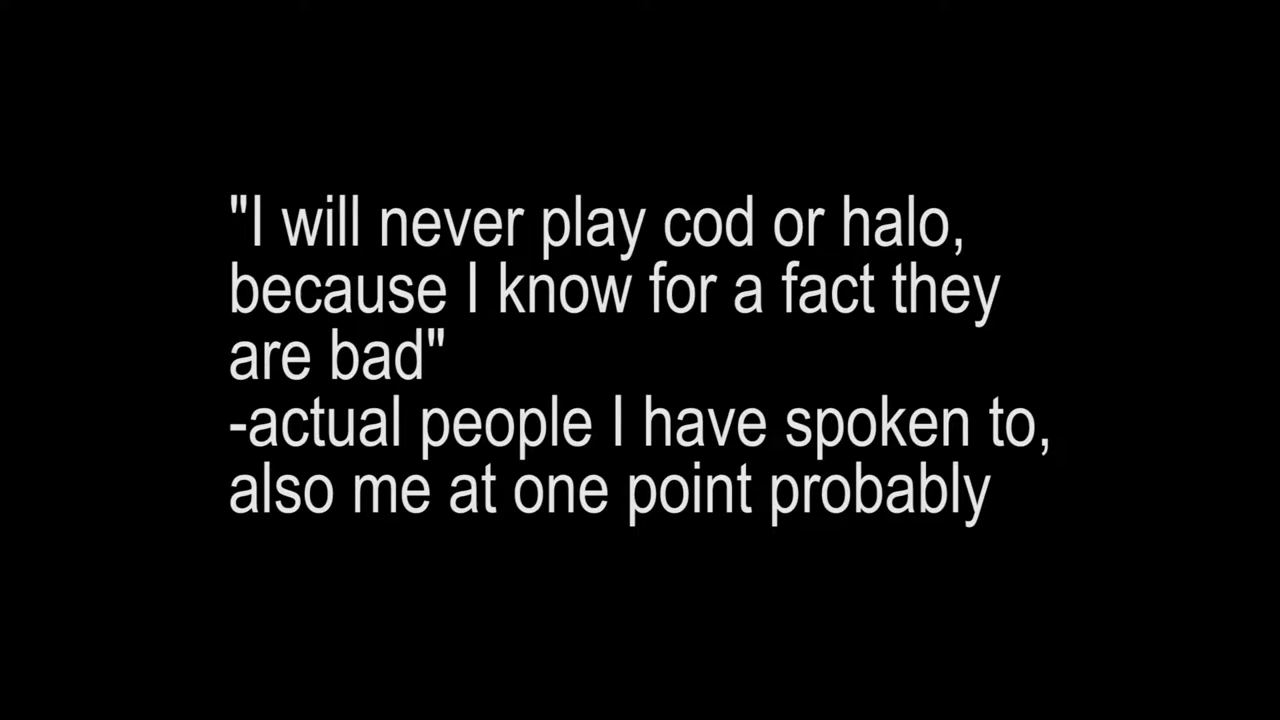 "I will never play cod or halo,
because I know for a fact they
are bad"
-actual people I have spoken to,
also me at one point probably